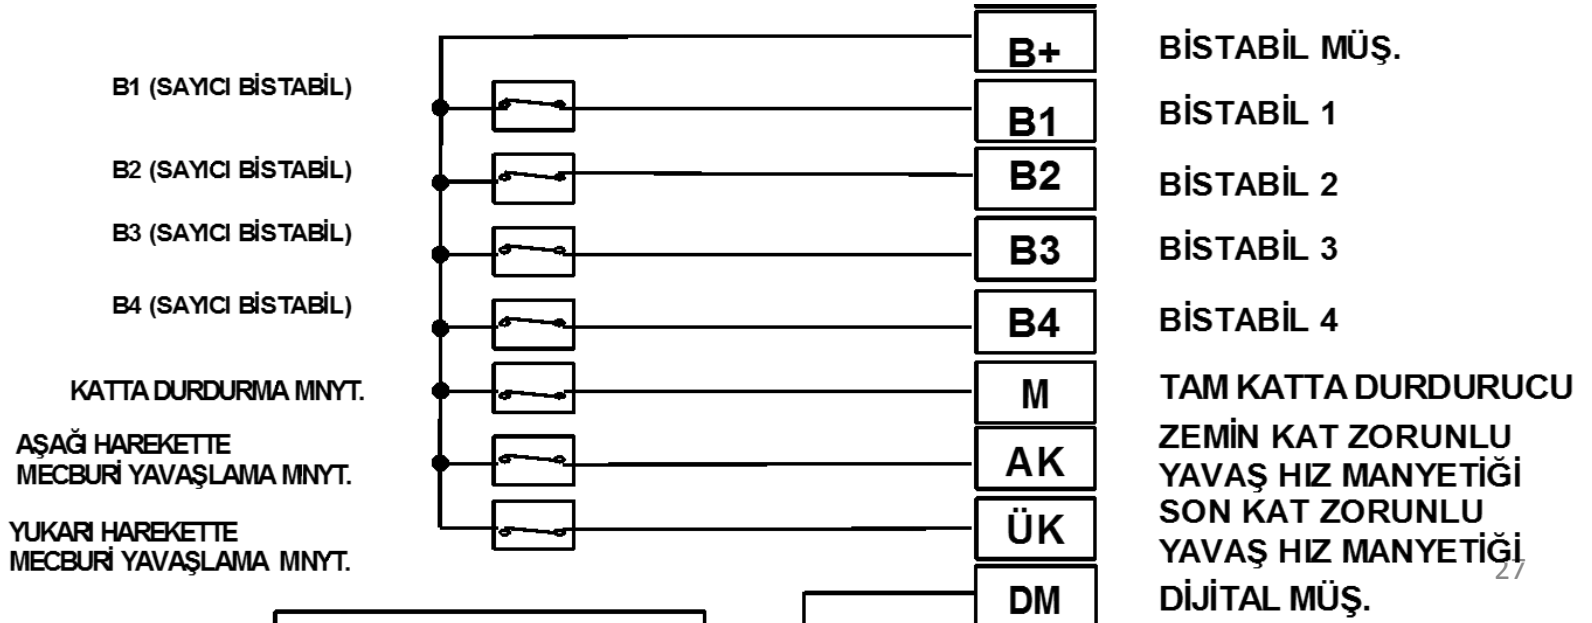 B+ BİSTABİL MÜŞ.
B1 (SAYICI BİSTABİL) B1 BİSTABİL 1
B2 (SAYICI BİSTABİL) B2 BİSTABİL 2
B3 (SAYICI BİSTABİL) B3 BİSTABİL 3
B4 (SAYICI BİSTABİL) B4 BİSTABİL 4
KATTA DURDURMA MNYT. M TAM KATTA DURDURUCU
AŞAĞI HAREKETTE
MECBURİ YAVAŞLAMA MNYT.
AK
ZEMİN KAT ZORUNLU
YAVAŞ HIZ MANYETİĞİ
YUKARI HAREKETTE
MECBURİ YAVAŞLAMA MNYT.
ÜK
SON KAT ZORUNLU
YAVAŞ HIZ MANYETİĞİ
27
DM DİJİTAL MÜŞ.